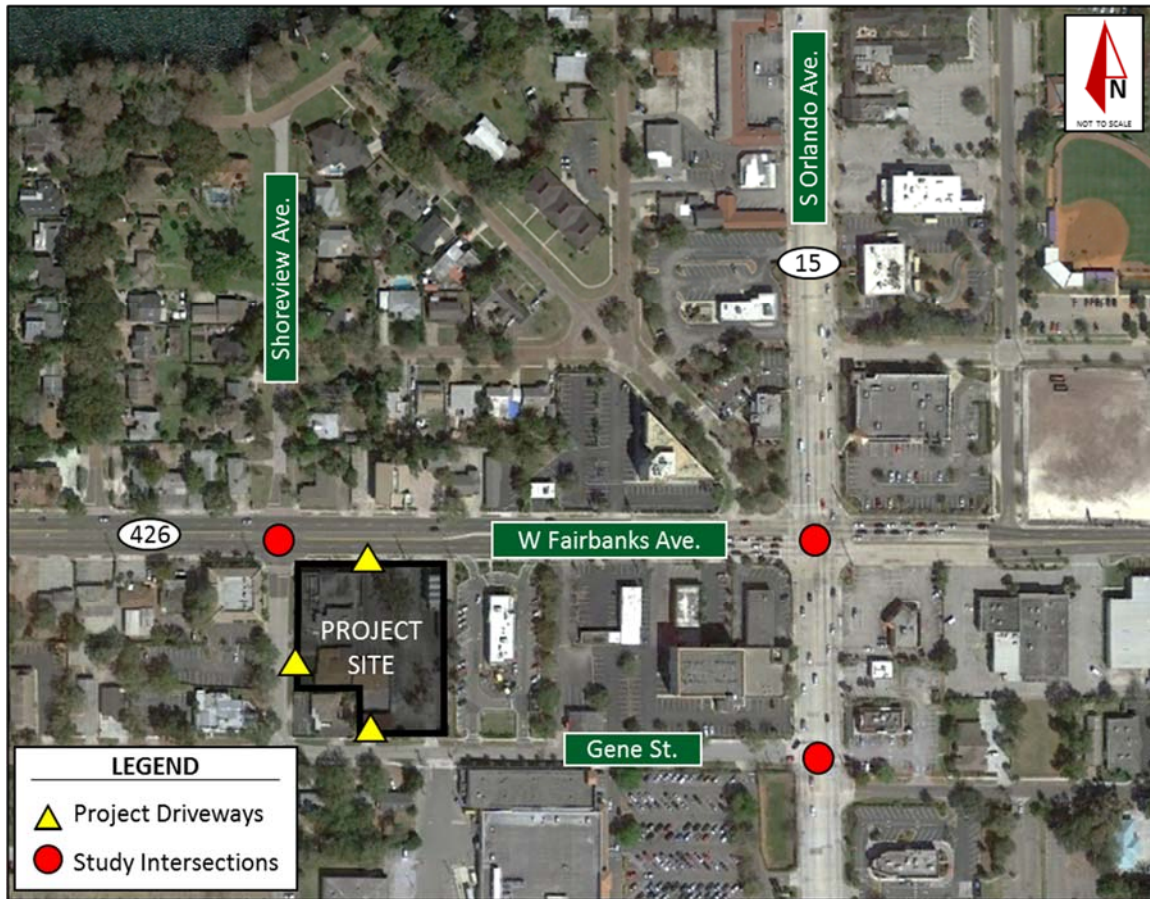 N
NOT TO SCALE
S Orlando Ave.
15
Shoreview Ave.
426
W Fairbanks Ave.
PROJECT
SITE
Gene St.
LEGEND
Project Driveways
Study Intersections